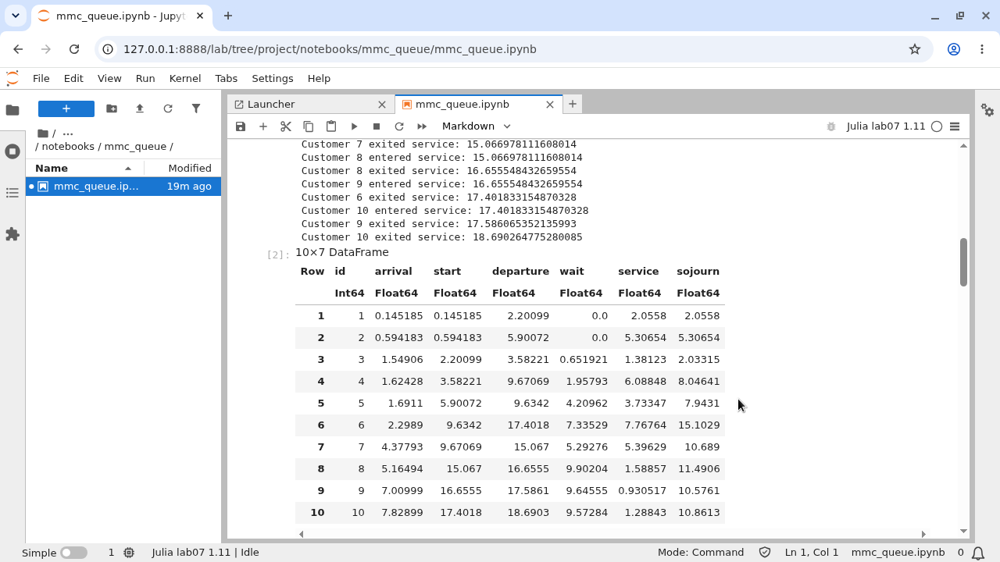 mmc_queue.ipynb - Jupyt
127.0.0.1:8888/lab/tree/project/notebooks/mmc_queue/mmc_queue.ipynb
File Edit View Run Kernel Tabs Settings Help
/ ...
/ notebooks / mmc_queue /
Name Modified
mmc_queue.ip... 19m ago
Launcher mmc_queue.ipynb
Markdown Julia lab07 1.11
Customer 7 exited service: 15.066978111608014
Customer 8 entered service: 15.066978111608014
Customer 8 exited service: 16.655548432659554
Customer 9 entered service: 16.655548432659554
Customer 6 exited service: 17.401833154870328
Customer 10 entered service: 17.401833154870328
Customer 9 exited service: 17.586065352135993
Customer 10 exited service: 18.690264775280085
[2]: 10×7 DataFrame
Row id arrival start departure wait service sojourn
Int64 Float64 Float64 Float64 Float64 Float64 Float64
1 1 0.145185 0.145185 2.20099 0.0 2.0558 2.0558
2 2 0.594183 0.594183 5.90072 0.0 5.30654 5.30654
3 3 1.54906 2.20099 3.58221 0.651921 1.38123 2.03315
4 4 1.62428 3.58221 9.67069 1.95793 6.08848 8.04641
5 5 1.6911 5.90072 9.6342 4.20962 3.73347 7.9431
6 6 2.2989 9.6342 17.4018 7.33529 7.76764 15.1029
7 7 4.37793 9.67069 15.067 5.29276 5.39629 10.689
8 8 5.16494 15.067 16.6555 9.90204 1.58857 11.4906
9 9 7.00999 16.6555 17.5861 9.64555 0.930517 10.5761
10 10 7.82899 17.4018 18.6903 9.57284 1.28843 10.8613
Simple 1 Julia lab07 1.11 | Idle Mode: Command Ln 1, Col 1 mmc_queue.ipynb 0